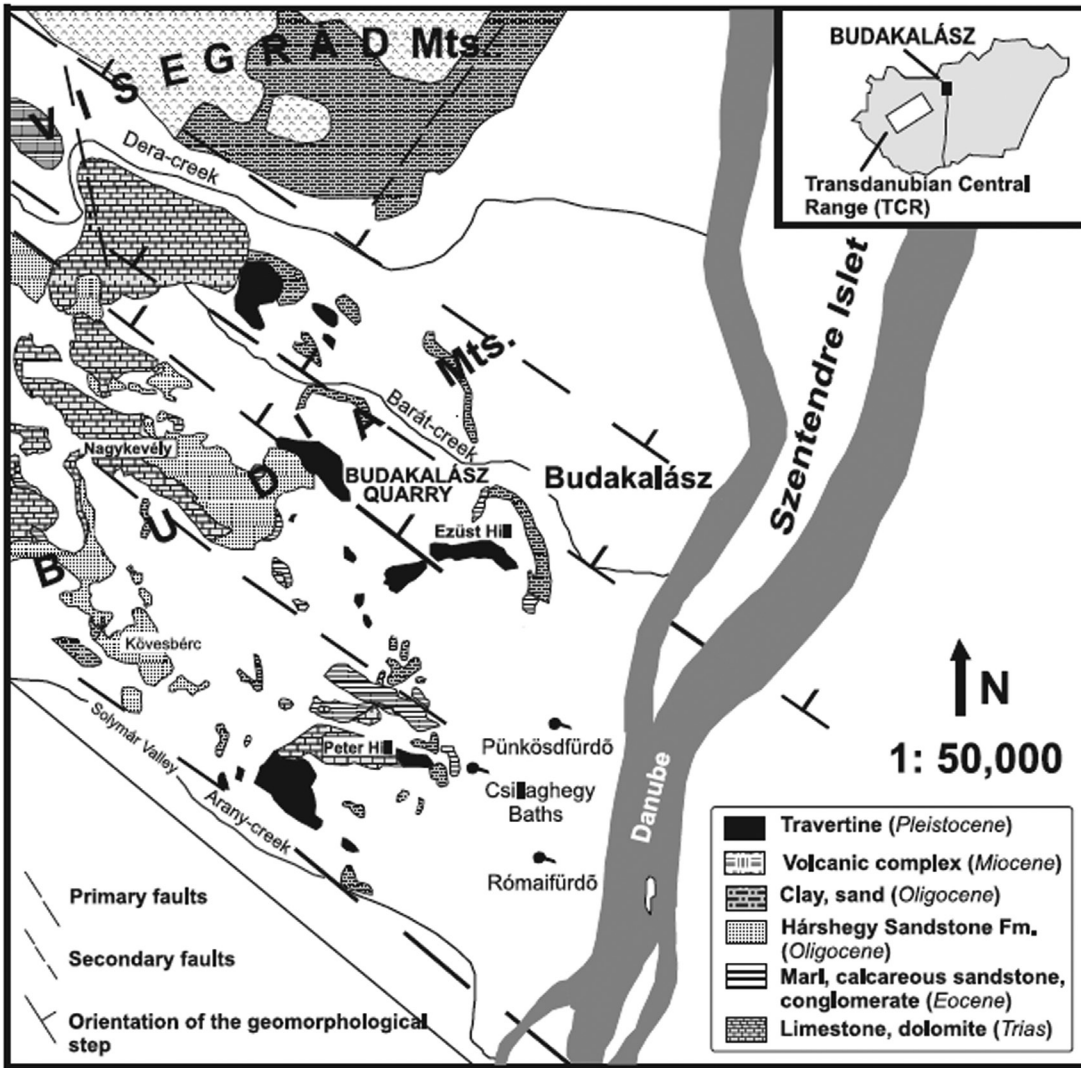 VISEGRÁD Mts.
BUDAKALÁSZ
Transdanubian Central
Range (TCR)
Dera-creek
Szentendre Islet
Mts.
Barát-creek
Nagykevély
BUDA
BUDAKALÁSZ
QUARRY
Budakalász
Ezüst Hill
Kövesbérc
N
Solymár Valley
Peter Hill
Pünkösdfürdő
1: 50,000
Csillaghegy
Baths
Danube
Arany-creek
Rómaifürdő
Primary faults
Secondary faults
Orientation of the geomorphological
step
Travertine (Pleistocene)
Volcanic complex (Miocene)
Clay, sand (Oligocene)
Hárshegy Sandstone Fm.
(Oligocene)
Marl, calcareous sandstone,
conglomerate (Eocene)
Limestone, dolomite (Trias)